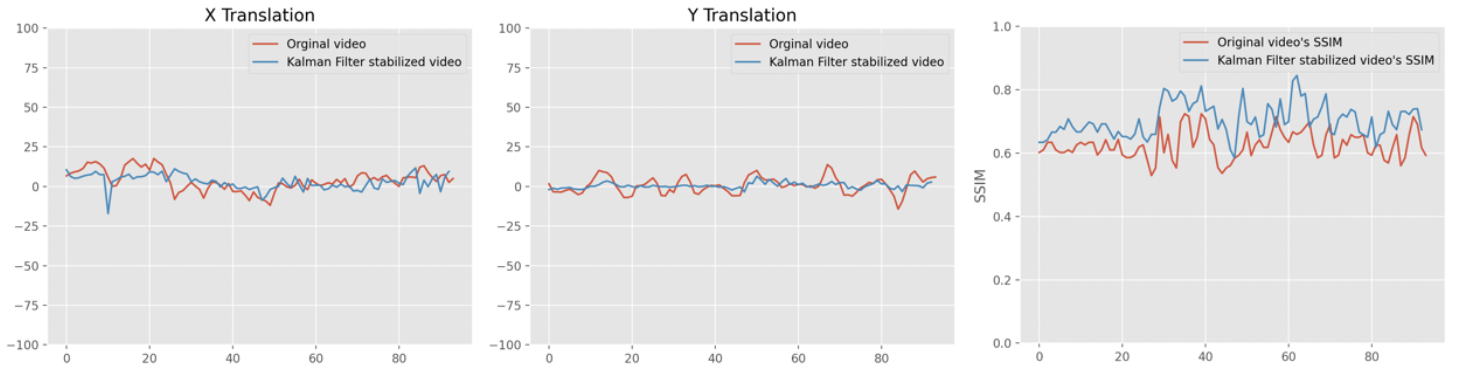 X Translation
100
75
50
25
0
−25
−50
−75
−100
0 20 40 60 80
Orginal video
Kalman Filter stabilized video
Y Translation
100
75
50
25
0
−25
−50
−75
−100
0 20 40 60 80
Orginal video
Kalman Filter stabilized video
SSIM
1.0
0.8
0.6
0.4
0.2
0.0
0 20 40 60 80
Original video's SSIM
Kalman Filter stabilized video's SSIM